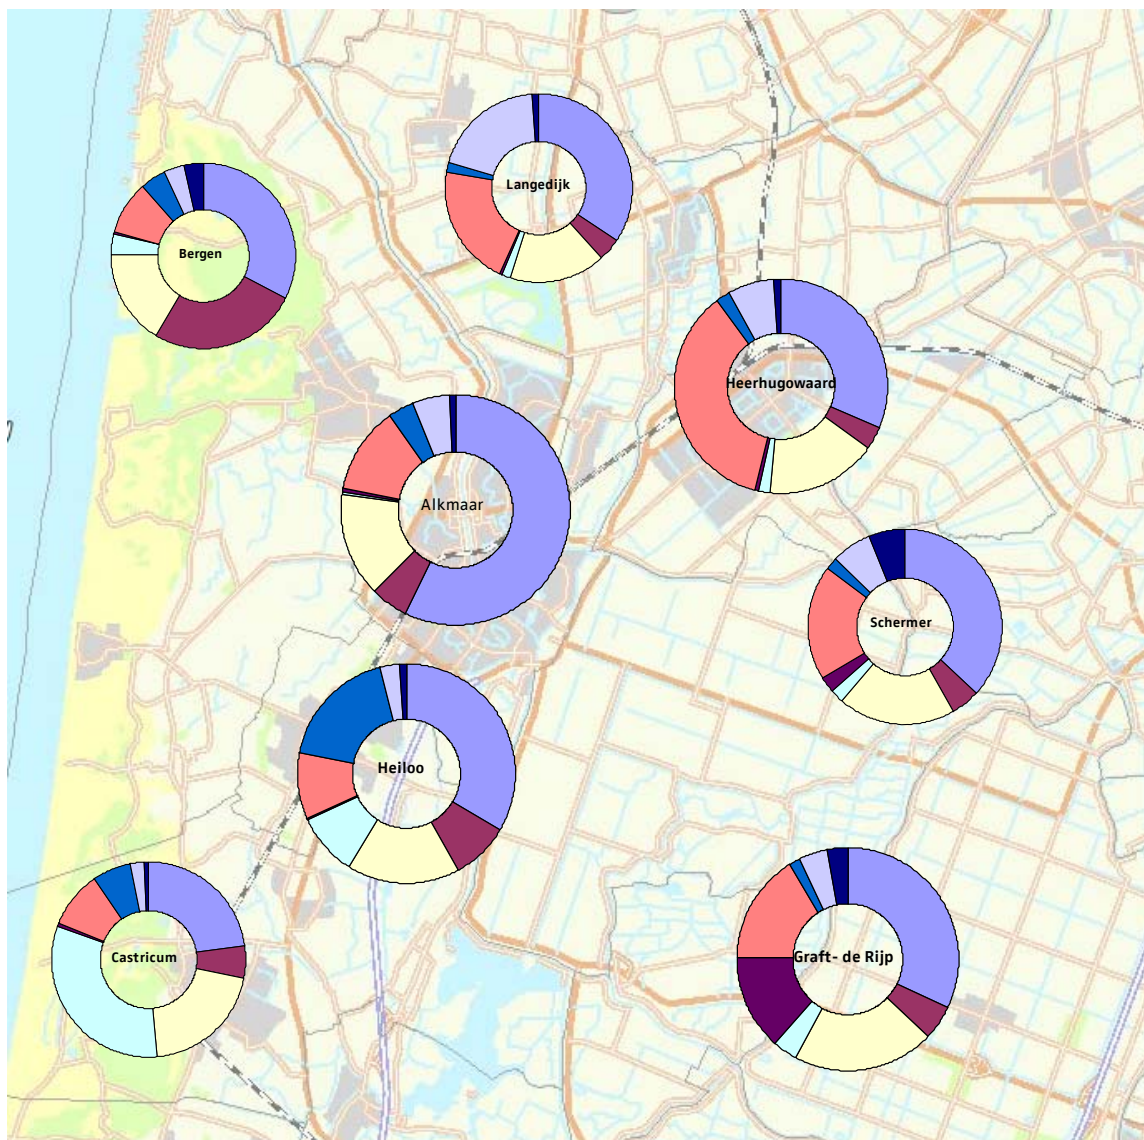 Langedijk
Bergen
Heerhugowaard
Alkmaar
Schermer
Heiloo
Castricum
Graft- de Rijp